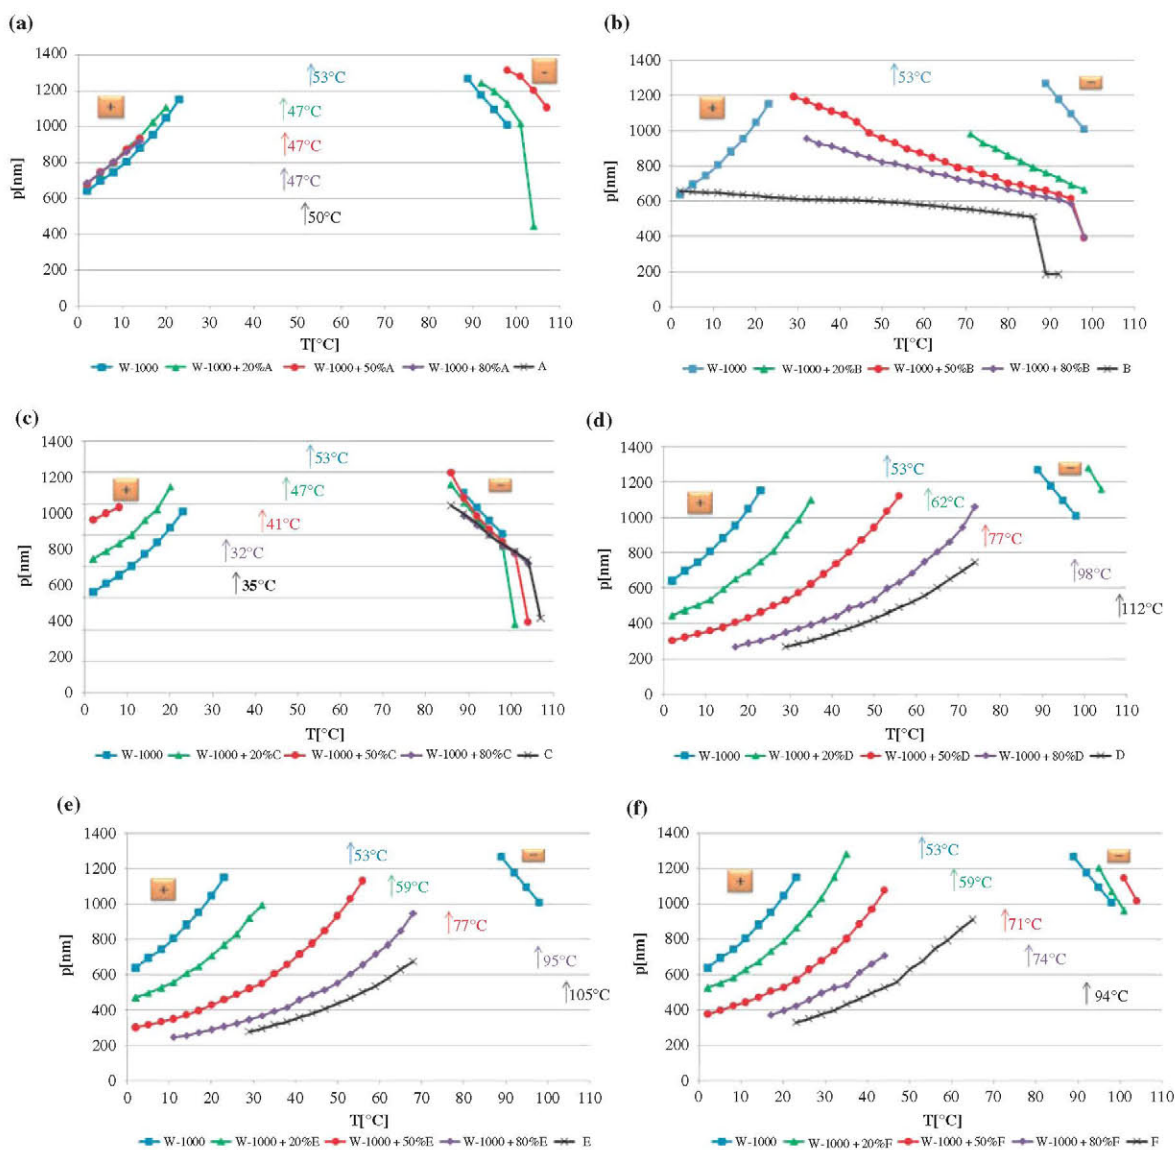 (a)
1400
1200
1000
800
600
400
200
0
p[nm]
+
-
53°C
47°C
47°C
47°C
50°C
0 10 20 30 40 50 60 70 80 90 100 110
T[°C]
W-1000 W-1000 + 20%A W-1000 + 50%A W-1000 + 80%A A
(b)
1400
1200
1000
800
600
400
200
0
p[nm]
+
−
53°C
0 10 20 30 40 50 60 70 80 90 100 110
T[°C]
W-1000 W-1000 + 20%B W-1000 + 50%B W-1000 + 80%B B
(c)
1400
1200
1000
800
600
400
200
0
p[nm]
+
−
53°C
47°C
41°C
32°C
35°C
0 10 20 30 40 50 60 70 80 90 100 110
T[°C]
W-1000 W-1000 + 20%C W-1000 + 50%C W-1000 + 80%C C
(d)
1400
1200
1000
800
600
400
200
0
p[nm]
+
−
53°C
62°C
77°C
98°C
112°C
0 10 20 30 40 50 60 70 80 90 100 110
T[°C]
W-1000 W-1000 + 20%D W-1000 + 50%D W-1000 + 80%D D
(e)
1400
1200
1000
800
600
400
200
0
p[nm]
+
−
53°C
59°C
77°C
95°C
105°C
0 10 20 30 40 50 60 70 80 90 100 110
T[°C]
W-1000 W-1000 + 20%E W-1000 + 50%E W-1000 + 80%E E
(f)
1400
1200
1000
800
600
400
200
0
p[nm]
+
−
53°C
59°C
71°C
74°C
94°C
0 10 20 30 40 50 60 70 80 90 100 110
T[°C]
W-1000 W-1000 + 20%F W-1000 + 50%F W-1000 + 80%F F